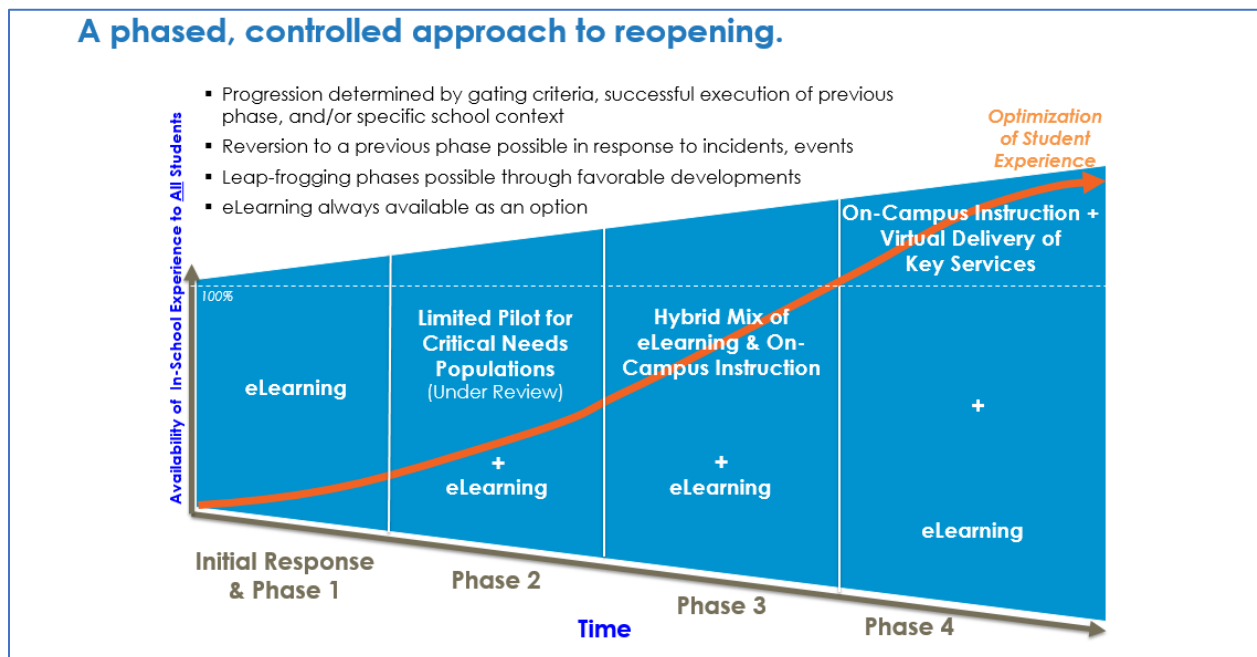 A phased, controlled approach to reopening.
▪ Progression determined by gating criteria, successful execution of previous
phase, and/or specific school context
▪ Reversion to a previous phase possible in response to incidents, events
▪ Leap-frogging phases possible through favorable developments
▪ eLearning always available as an option
Optimization
of Student
Experience
Availability of In-School Experience to All Students
100%
eLearning
Limited Pilot for
Critical Needs
Populations
(Under Review)
+
eLearning
Hybrid Mix of
eLearning & On-
Campus Instruction
+
eLearning
On-Campus Instruction +
Virtual Delivery of
Key Services
+
eLearning
Initial Response
& Phase 1
Phase 2
Phase 3
Phase 4
Time